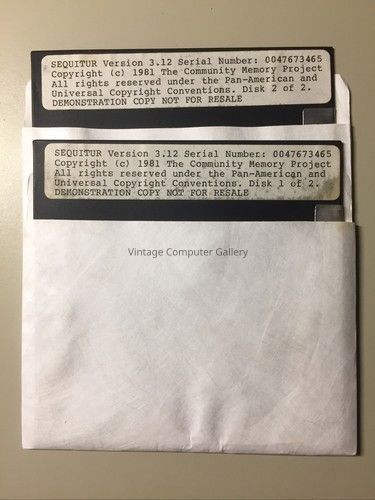 SEQUITUR Version 3.12 Serial Number: 0047673465
Copyright (c) 1981 The Community Memory Project
All rights reserved under the Pan-American and
Universal Copyright Conventions. Disk 2 of 2.
DEMONSTRATION COPY NOT FOR RESALE
SEQUITUR Version 3.12 Serial Number: 0047673465
Copyright (c) 1981 The Community Memory Project
All rights reserved under the Pan-American and
Universal Copyright Conventions. Disk 1 of 2.
DEMONSTRATION COPY NOT FOR RESALE
Vintage Computer Gallery